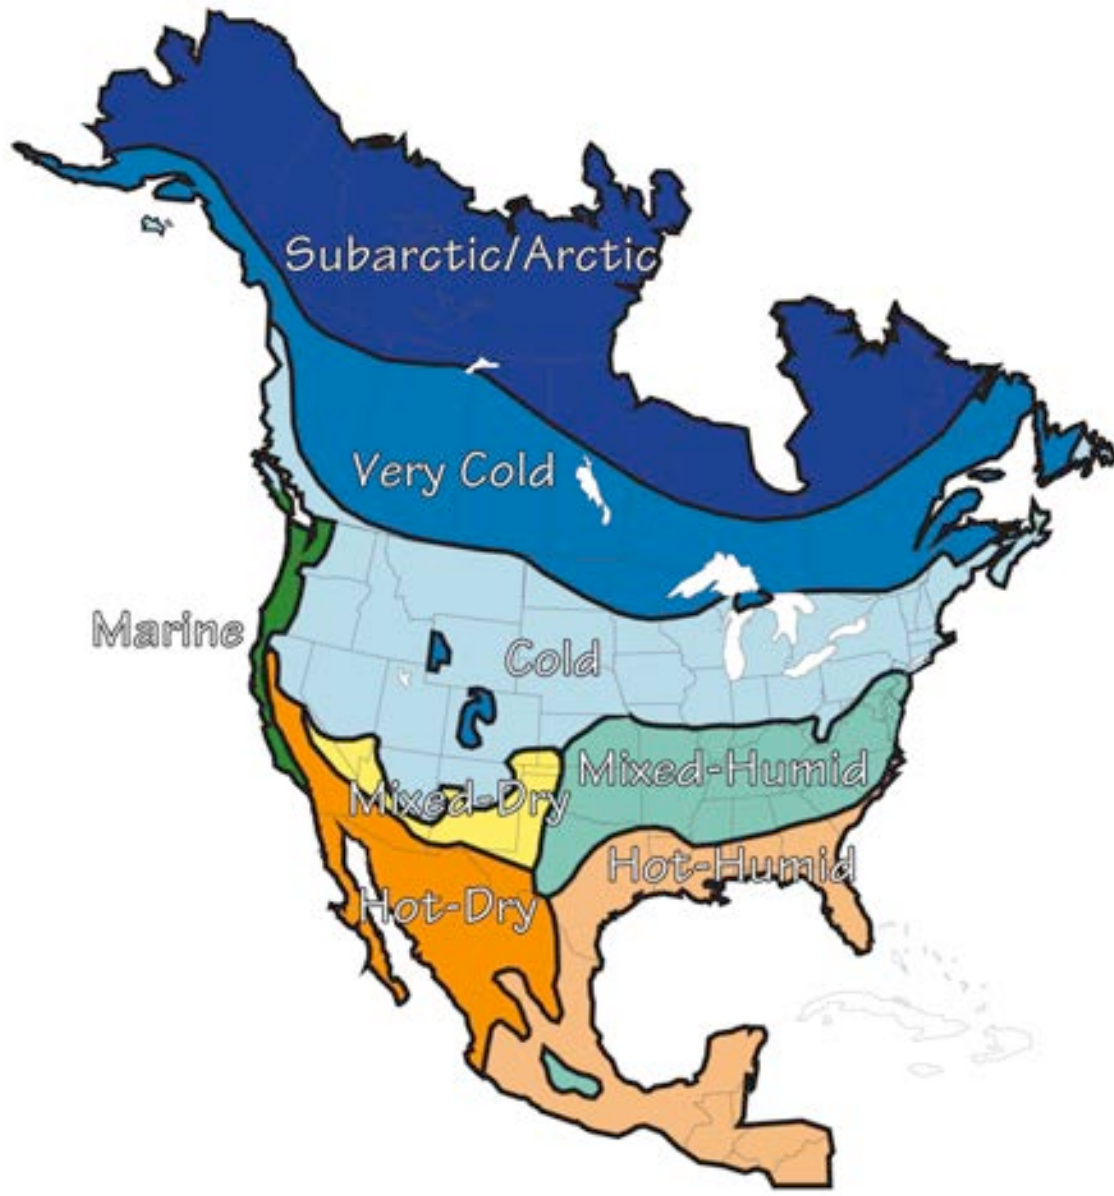 Subarctic/Arctic
Very Cold
Marine
Cold
Mixed-Humid
Mixed-Dry
Hot-Humid
Hot-Dry